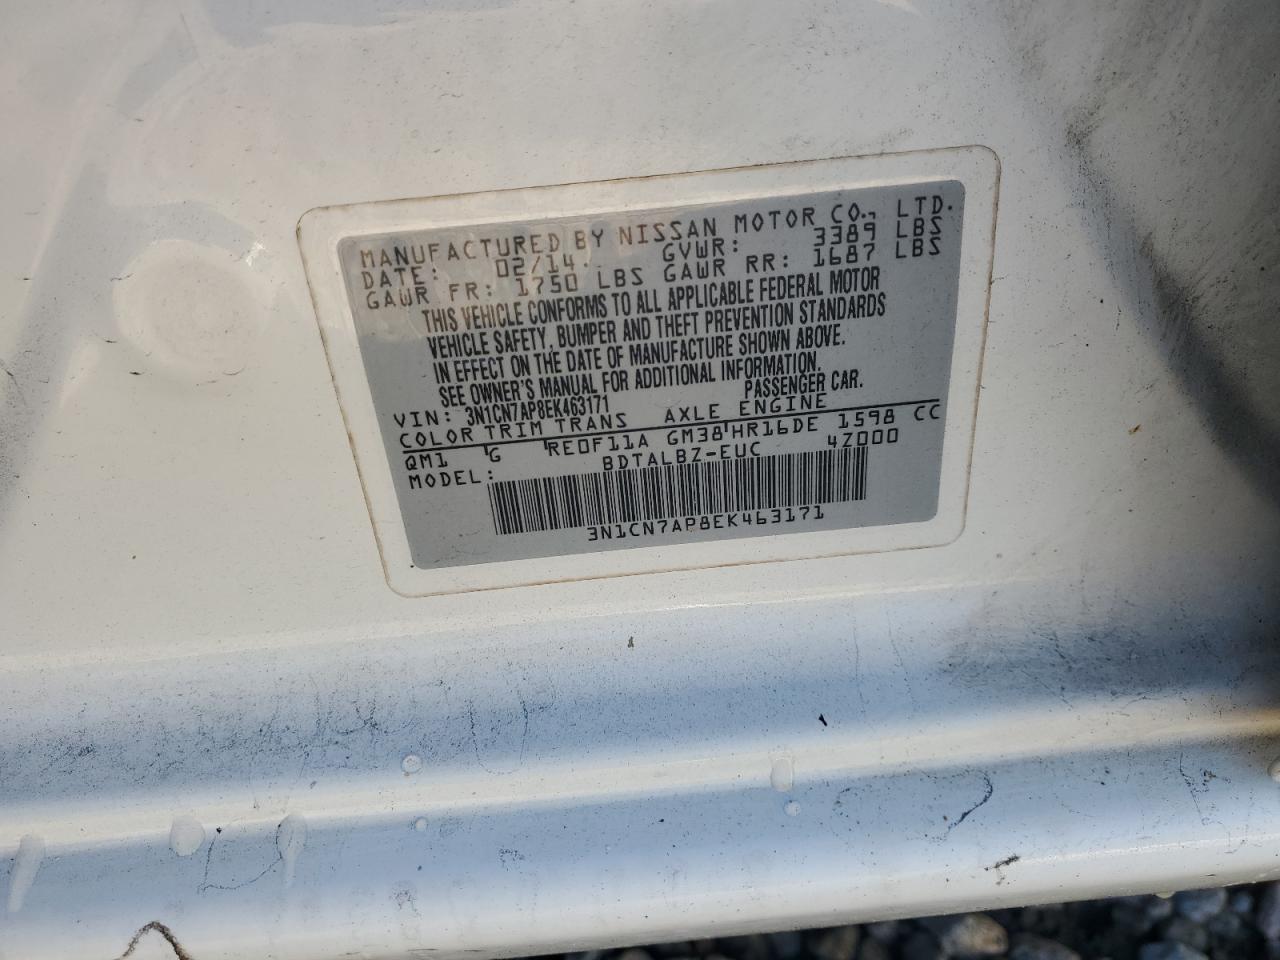 MANUFACTURED BY NISSAN MOTOR CO., LTD.
DATE: 02/14 GVWR: 3389 LBS
GAWR FR: 1750 LBS GAWR RR: 1687 LBS
THIS VEHICLE CONFORMS TO ALL APPLICABLE FEDERAL MOTOR
VEHICLE SAFETY, BUMPER AND THEFT PREVENTION STANDARDS
IN EFFECT ON THE DATE OF MANUFACTURE SHOWN ABOVE.
SEE OWNER'S MANUAL FOR ADDITIONAL INFORMATION.
VIN: 3N1CN7AP8EK463171 PASSENGER CAR.
COLOR TRIM TRANS AXLE ENGINE
QM1 G RE0F11A GM38 HR16DE 1598 CC
MODEL: BDTALBZ-EUC 4Z000
3N1CN7AP8EK463171